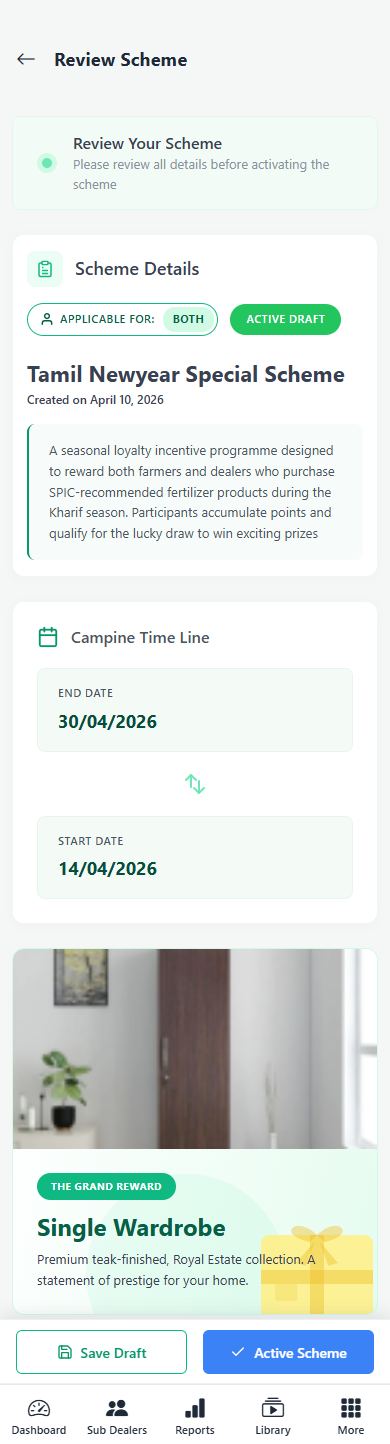 Review Scheme
Review Your Scheme
Please review all details before activating the
scheme
Scheme Details
APPLICABLE FOR: BOTH
ACTIVE DRAFT
Tamil Newyear Special Scheme
Created on April 10, 2026
A seasonal loyalty incentive programme designed
to reward both farmers and dealers who purchase
SPIC-recommended fertilizer products during the
Kharif season. Participants accumulate points and
qualify for the lucky draw to win exciting prizes
Campine Time Line
END DATE
30/04/2026
START DATE
14/04/2026
THE GRAND REWARD
Single Wardrobe
Premium teak-finished, Royal Estate collection. A
statement of prestige for your home.
Save Draft
Active Scheme
Dashboard
Sub Dealers
Reports
Library
More